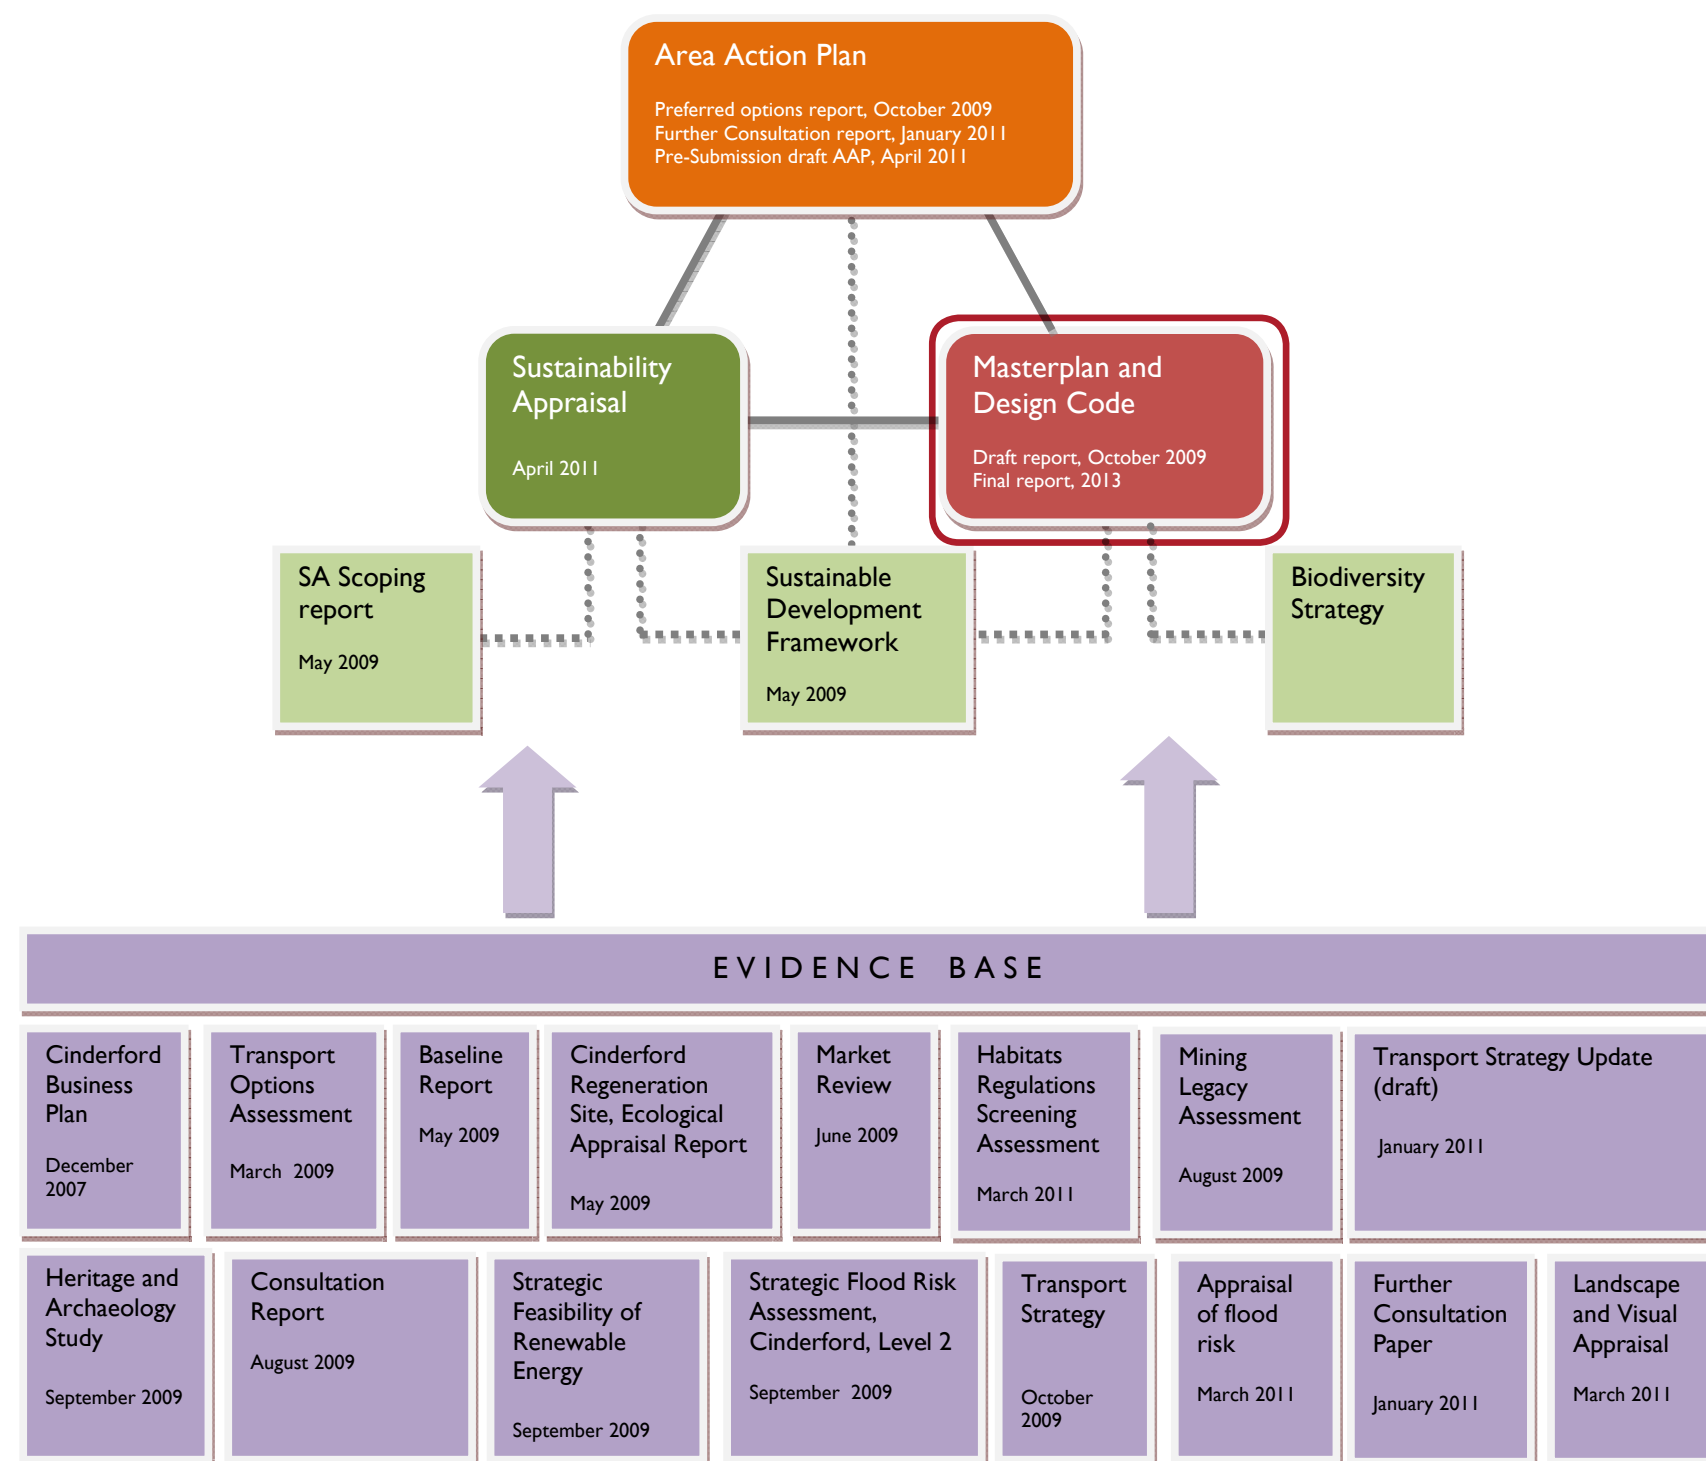 Area Action Plan
Preferred options report, October 2009
Further Consultation report, January 2011
Pre-Submission draft AAP, April 2011
Sustainability
Appraisal
April 2011
Masterplan and
Design Code
Draft report, October 2009
Final report, 2013
SA Scoping
report
May 2009
Sustainable
Development
Framework
May 2009
Biodiversity
Strategy
EVIDENCE BASE
Cinderford
Business
Plan
December
2007
Transport
Options
Assessment
March 2009
Baseline
Report
May 2009
Cinderford
Regeneration
Site, Ecological
Appraisal Report
May 2009
Market
Review
June 2009
Habitats
Regulations
Screening
Assessment
March 2011
Mining
Legacy
Assessment
August 2009
Transport Strategy Update
(draft)
January 2011
Heritage and
Archaeology
Study
September 2009
Consultation
Report
August 2009
Strategic
Feasibility of
Renewable
Energy
September 2009
Strategic Flood Risk
Assessment,
Cinderford, Level 2
September 2009
Transport
Strategy
October
2009
Appraisal
of flood
risk
March 2011
Further
Consultation
Paper
January 2011
Landscape
and Visual
Appraisal
March 2011